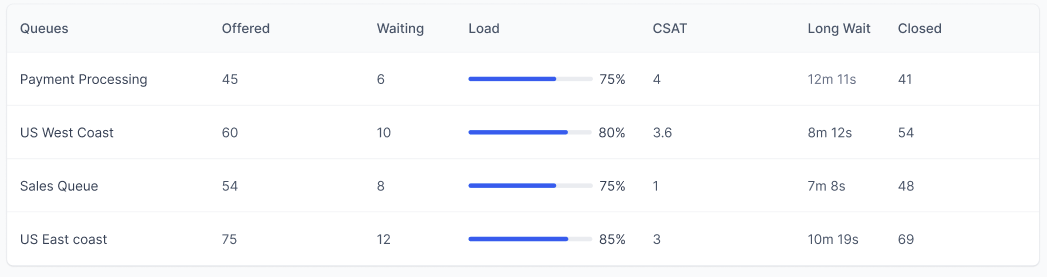 Queues Offered Waiting Load CSAT Long Wait Closed
Payment Processing 45 6 75% 4 12m 11s 41
US West Coast 60 10 80% 3.6 8m 12s 54
Sales Queue 54 8 75% 1 7m 8s 48
US East coast 75 12 85% 3 10m 19s 69